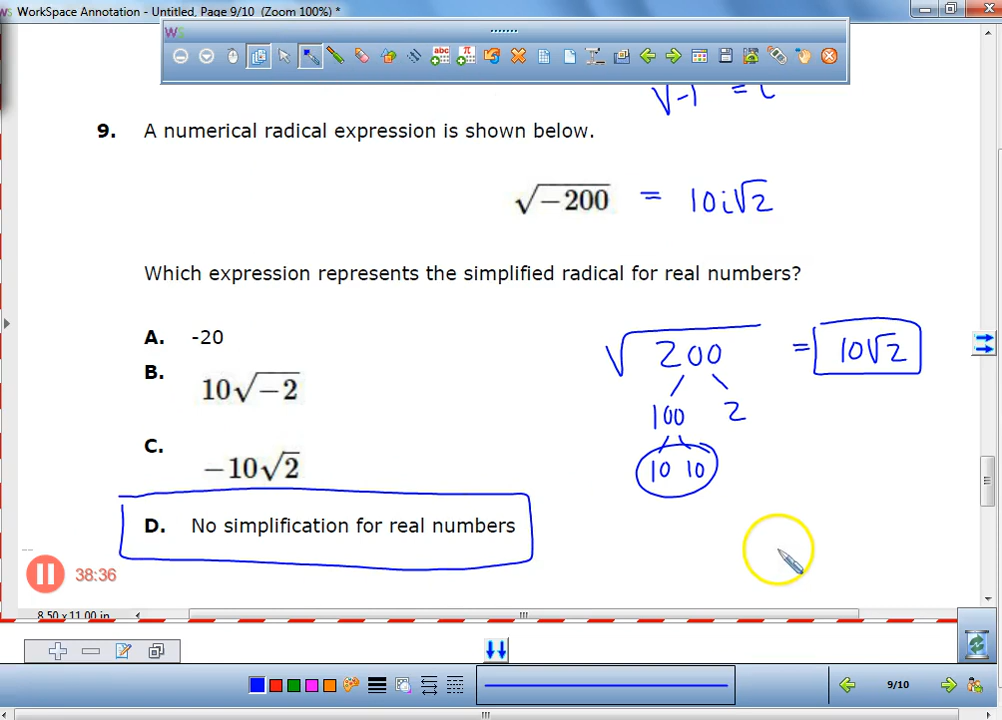 WorkSpace Annotation - Untitled, Page 9/10 (Zoom 100%) *
WS
abc
π
√-1 = i
9. A numerical radical expression is shown below.
√−200 = 10i√2
Which expression represents the simplified radical for real numbers?
A. -20
B. 10√−2
C. −10√2
D. No simplification for real numbers
√200 = 10√2
100 2
10 10
38:36
8.50 x 11.00 in.
9/10